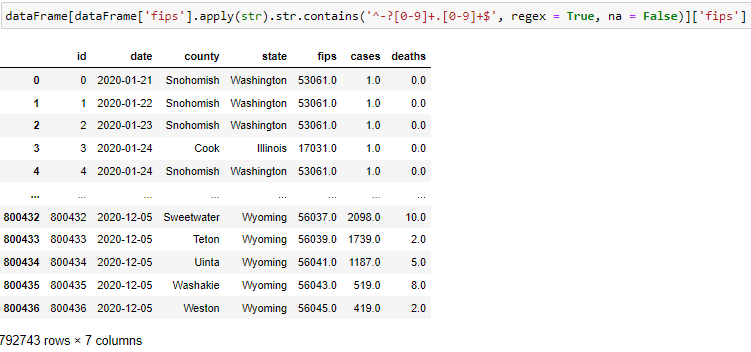 dataFrame[dataFrame['fips'].apply(str).str.contains('^-?[0-9]+.[0-9]+$', regex = True, na = False)]['fips']
id date county state fips cases deaths
0 0 2020-01-21 Snohomish Washington 53061.0 1.0 0.0
1 1 2020-01-22 Snohomish Washington 53061.0 1.0 0.0
2 2 2020-01-23 Snohomish Washington 53061.0 1.0 0.0
3 3 2020-01-24 Cook Illinois 17031.0 1.0 0.0
4 4 2020-01-24 Snohomish Washington 53061.0 1.0 0.0
... ... ... ... ... ... ... ...
800432 800432 2020-12-05 Sweetwater Wyoming 56037.0 2098.0 10.0
800433 800433 2020-12-05 Teton Wyoming 56039.0 1739.0 2.0
800434 800434 2020-12-05 Uinta Wyoming 56041.0 1187.0 5.0
800435 800435 2020-12-05 Washakie Wyoming 56043.0 519.0 8.0
800436 800436 2020-12-05 Weston Wyoming 56045.0 419.0 2.0
792743 rows × 7 columns